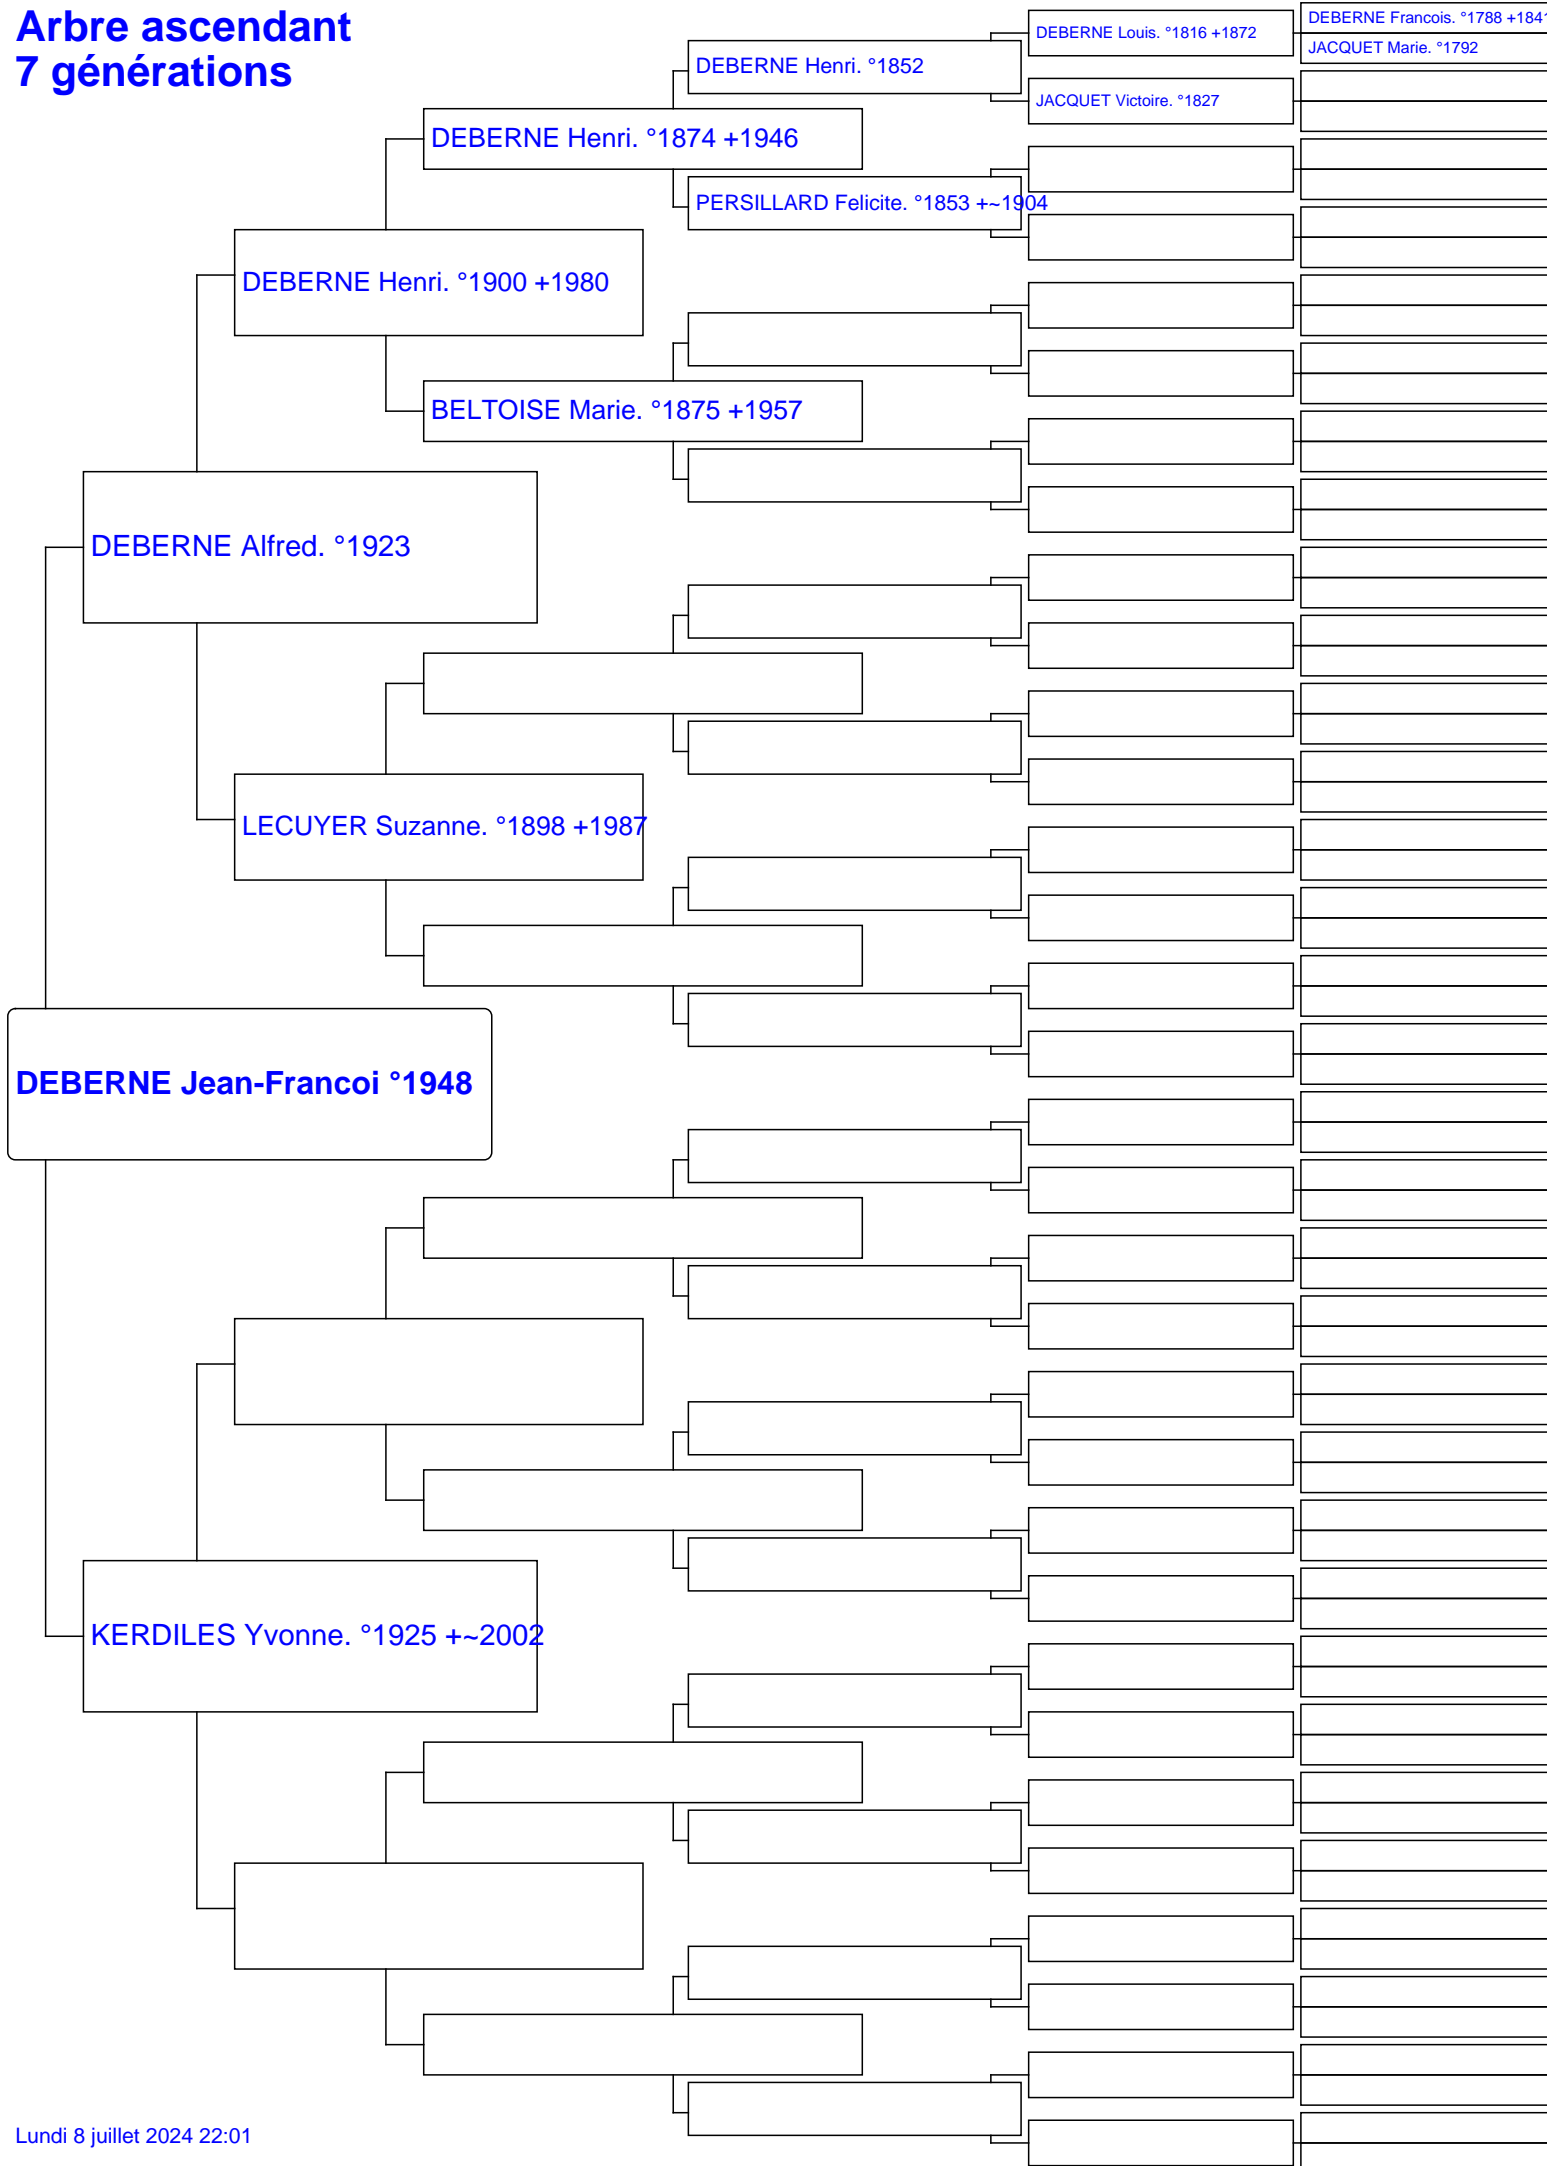 Arbre ascendant
7 générations
DEBERNE Francois. °1788 +1841
DEBERNE Louis. °1816 +1872
JACQUET Marie. °1792
DEBERNE Henri. °1852
JACQUET Victoire. °1827
DEBERNE Henri. °1874 +1946
PERSILLARD Felicite. °1853 +~1904
DEBERNE Henri. °1900 +1980
BELTOISE Marie. °1875 +1957
DEBERNE Alfred. °1923
LECUYER Suzanne. °1898 +1987
DEBERNE Jean-Francoi °1948
KERDILES Yvonne. °1925 +~2002
Lundi 8 juillet 2024 22:01